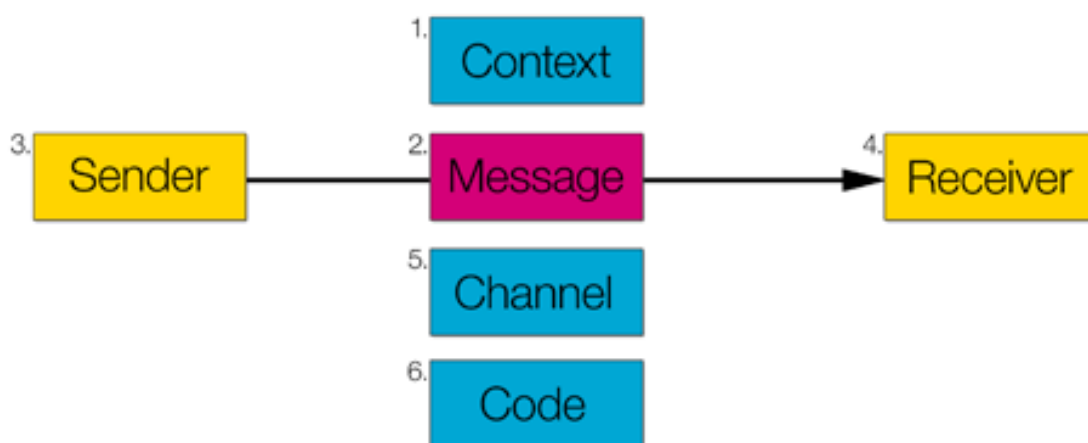 1. Context
3. Sender
2. Message
4. Receiver
5. Channel
6. Code